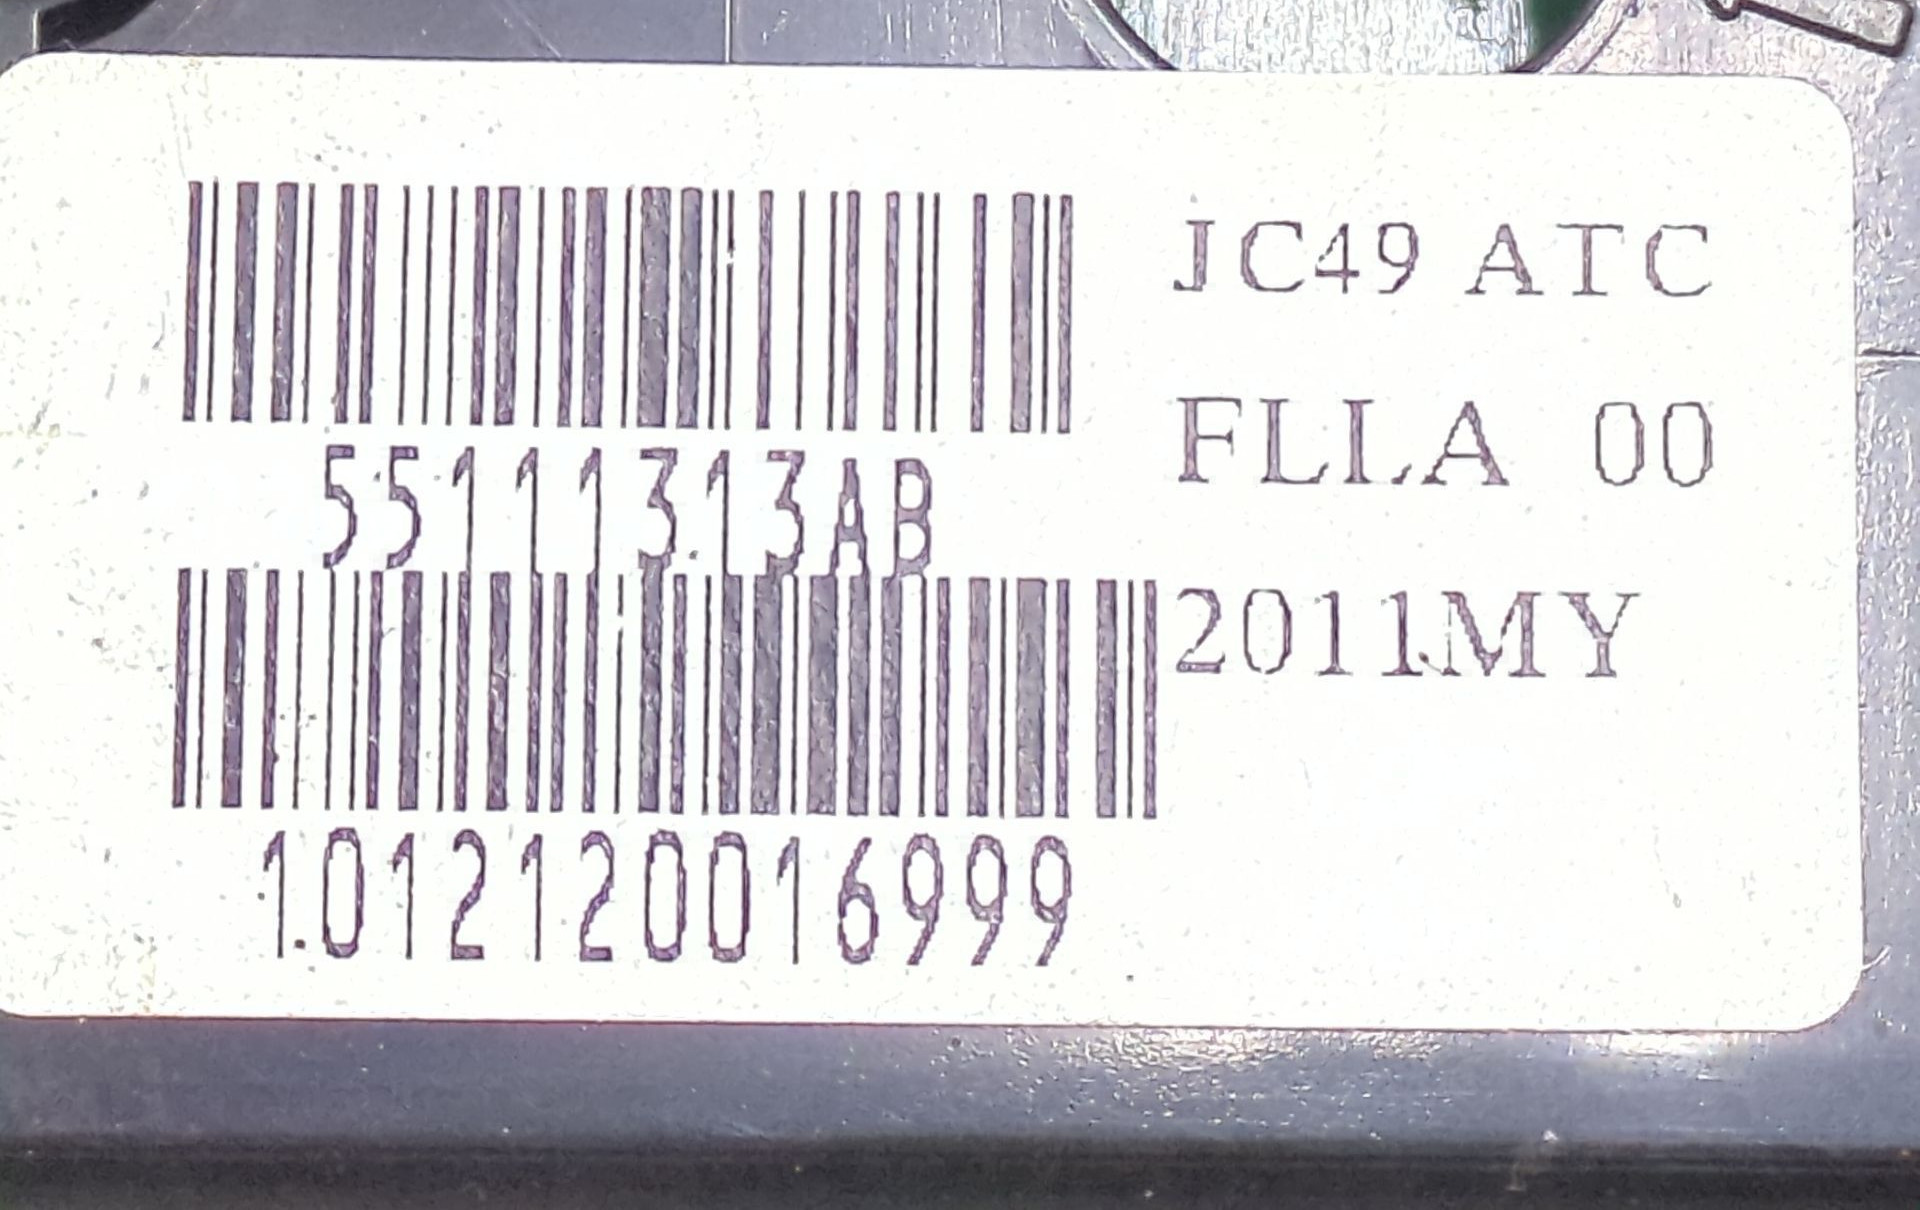 JC49 ATC
55111313AB
FLLA 00
2011MY
1012120016999